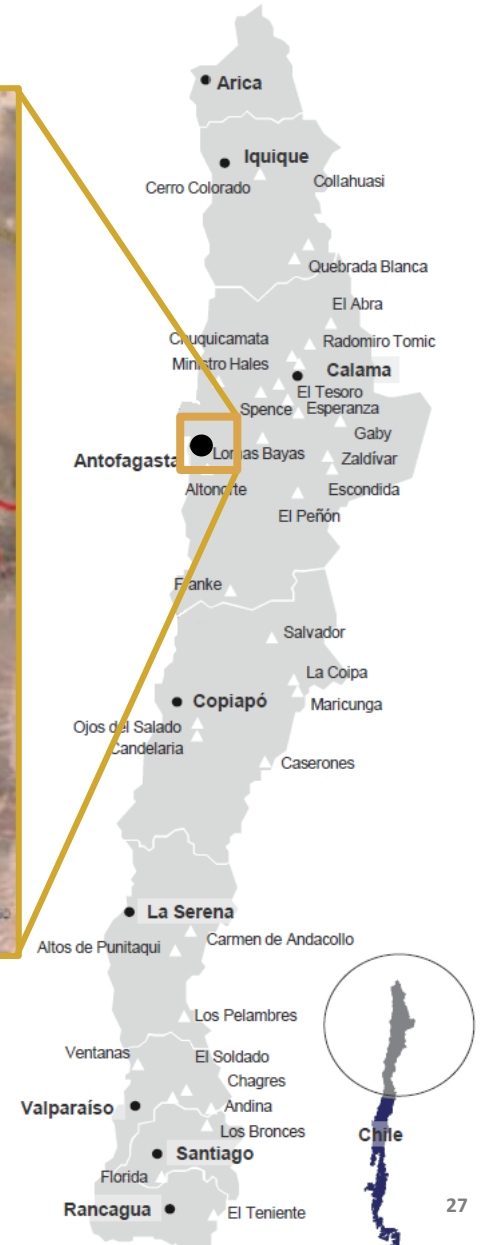 Arica
Iquique
Cerro Colorado
Collahuasi
Quebrada Blanca
El Abra
Chuquicamata
Radomiro Tomic
Ministro Hales
Calama
El Tesoro
Spence
Esperanza
Gaby
Lomas Bayas
Antofagasta
Zaldívar
Altonorte
Escondida
El Peñón
Franke
Salvador
La Coipa
Copiapó
Maricunga
Ojos del Salado
Candelaria
Caserones
La Serena
Carmen de Andacollo
Altos de Punitaqui
Los Pelambres
Ventanas
El Soldado
Chagres
Valparaíso
Andina
Los Bronces
Chile
Santiago
Florida
Rancagua
El Teniente
27